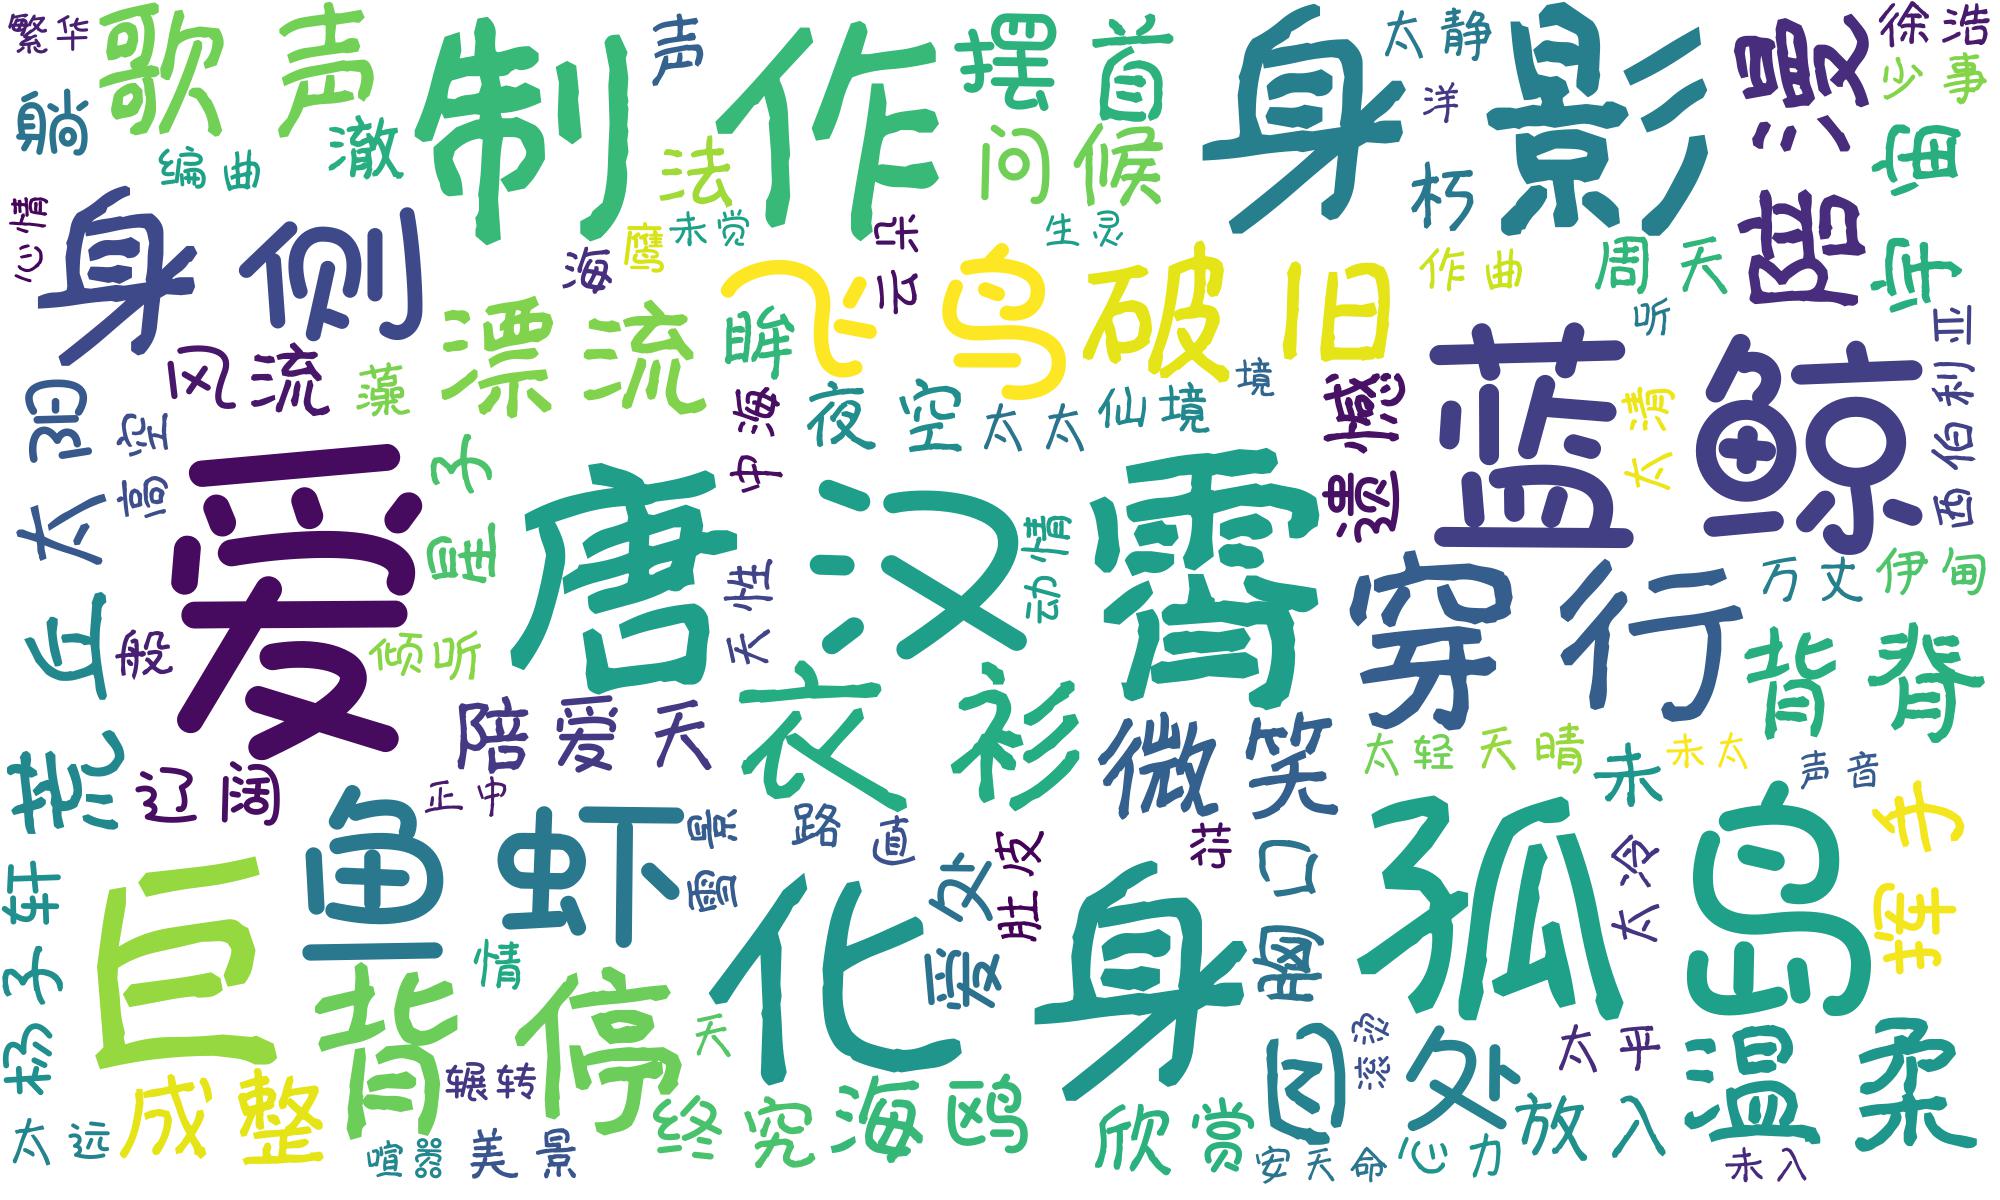 繁华
歌声
制作
声
摆首
身影
太静
漫
徐浩
少事
躺
编曲
澈
法
问候
洋
朽
陪
宇宙
心情
身侧
海
鹰
未觉
云朵
生灵
作曲
周天
飞鸟
破旧
听
西伯利亚
风流
藻
漂流
眸
中海
夜空
太太
仙境
境
遗憾
蓝鲸
太清
太阳
高空
爱
星子
唐汉霄
天性
动情
穿行
万丈
伊甸
荒丘
般
倾听
陪爱天
衣衫
微笑
背脊
太轻
天晴
未
未太
声音
辽阔
正中
鱼虾
雪景
路
直
肚皮
胸口
孤岛
太冷
挥手
杨子轩
巨
背
情
停
天
化身
爱处
温柔
太远
成
整
辗转
喧嚣
美景
终究
海鸥
欣赏
因
处
太乎
安天命
心力
放入
未入